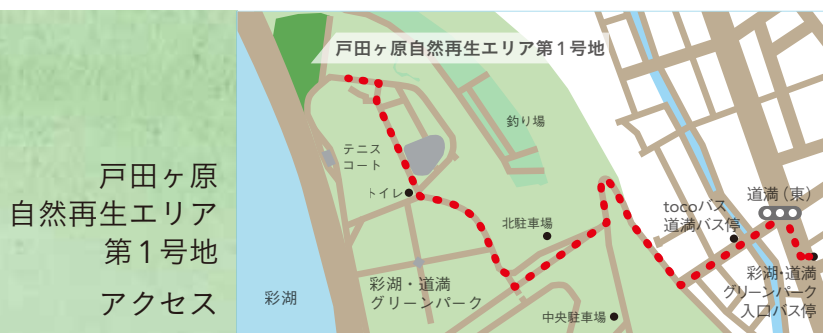 戸田ヶ原
自然再生エリア
第1号地
アクセス
戸田ヶ原自然再生エリア第1号地
釣り場
テニス
コート
トイレ
北駐車場
tocoバス
道満バス停
道満(東)
彩湖・道満
グリーンパーク
入口バス停
彩湖・道満
グリーンパーク
彩湖
中央駐車場